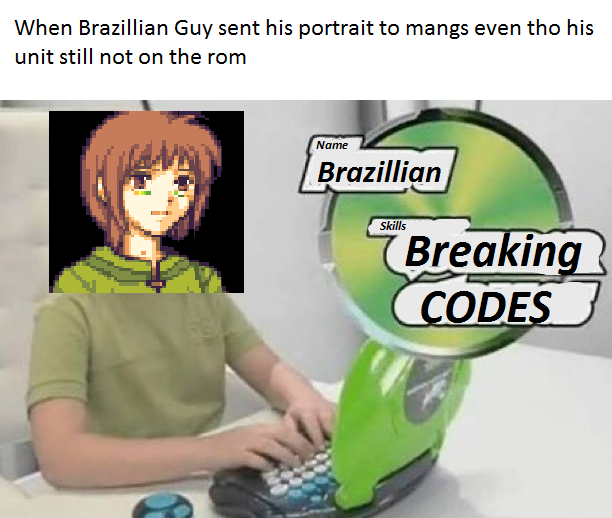 When Brazillian Guy sent his portrait to mangs even tho his
unit still not on the rom
Name
Brazillian
Skills
Breaking
CODES